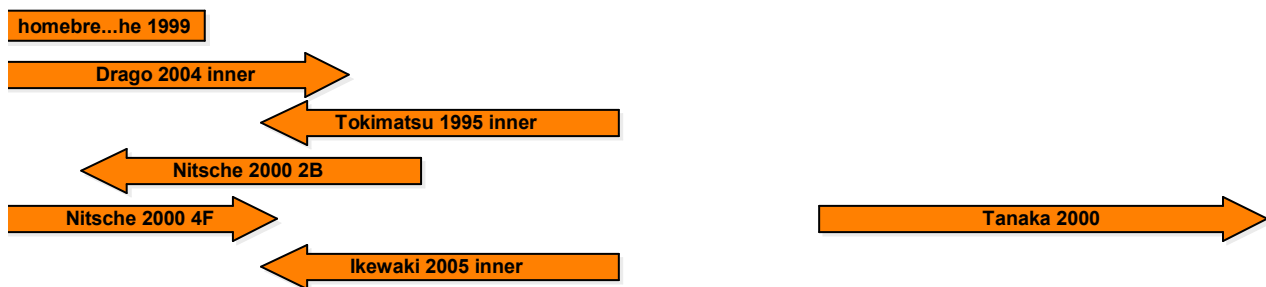 homebre...he 1999
Drago 2004 inner
Tokimatsu 1995 inner
Nitsche 2000 2B
Nitsche 2000 4F
Tanaka 2000
Ikewaki 2005 inner